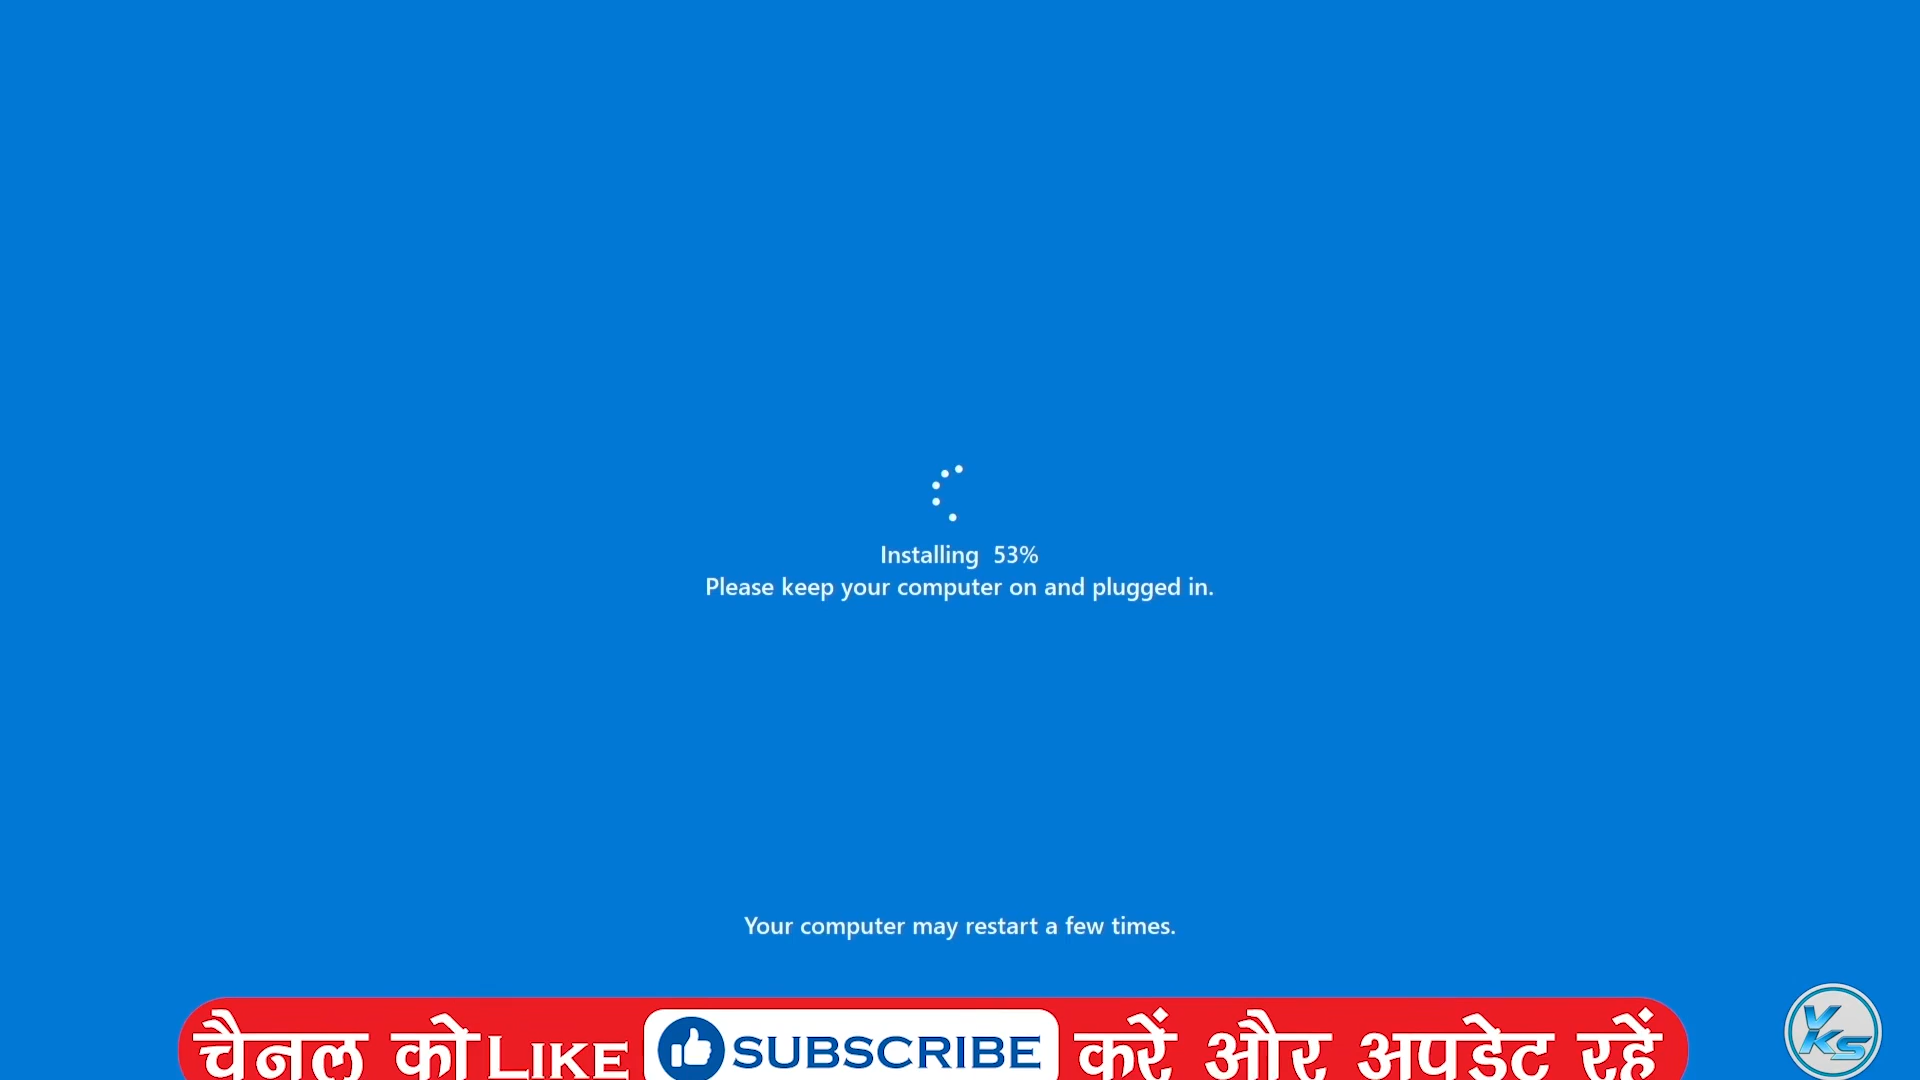 Installing 53%
Please keep your computer on and plugged in.
Your computer may restart a few times.
चैनल को LIKE SUBSCRIBE करें और अपडेट रहें
VKS